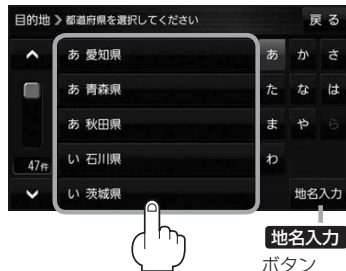 目的地 》都道府県を選択してください 戻る
あ 愛知県 あ か さ
あ 青森県 た な は
あ 秋田県 ま や ら
い 石川県 わ
47件
い 茨城県 地名入力
地名入力
ボタン